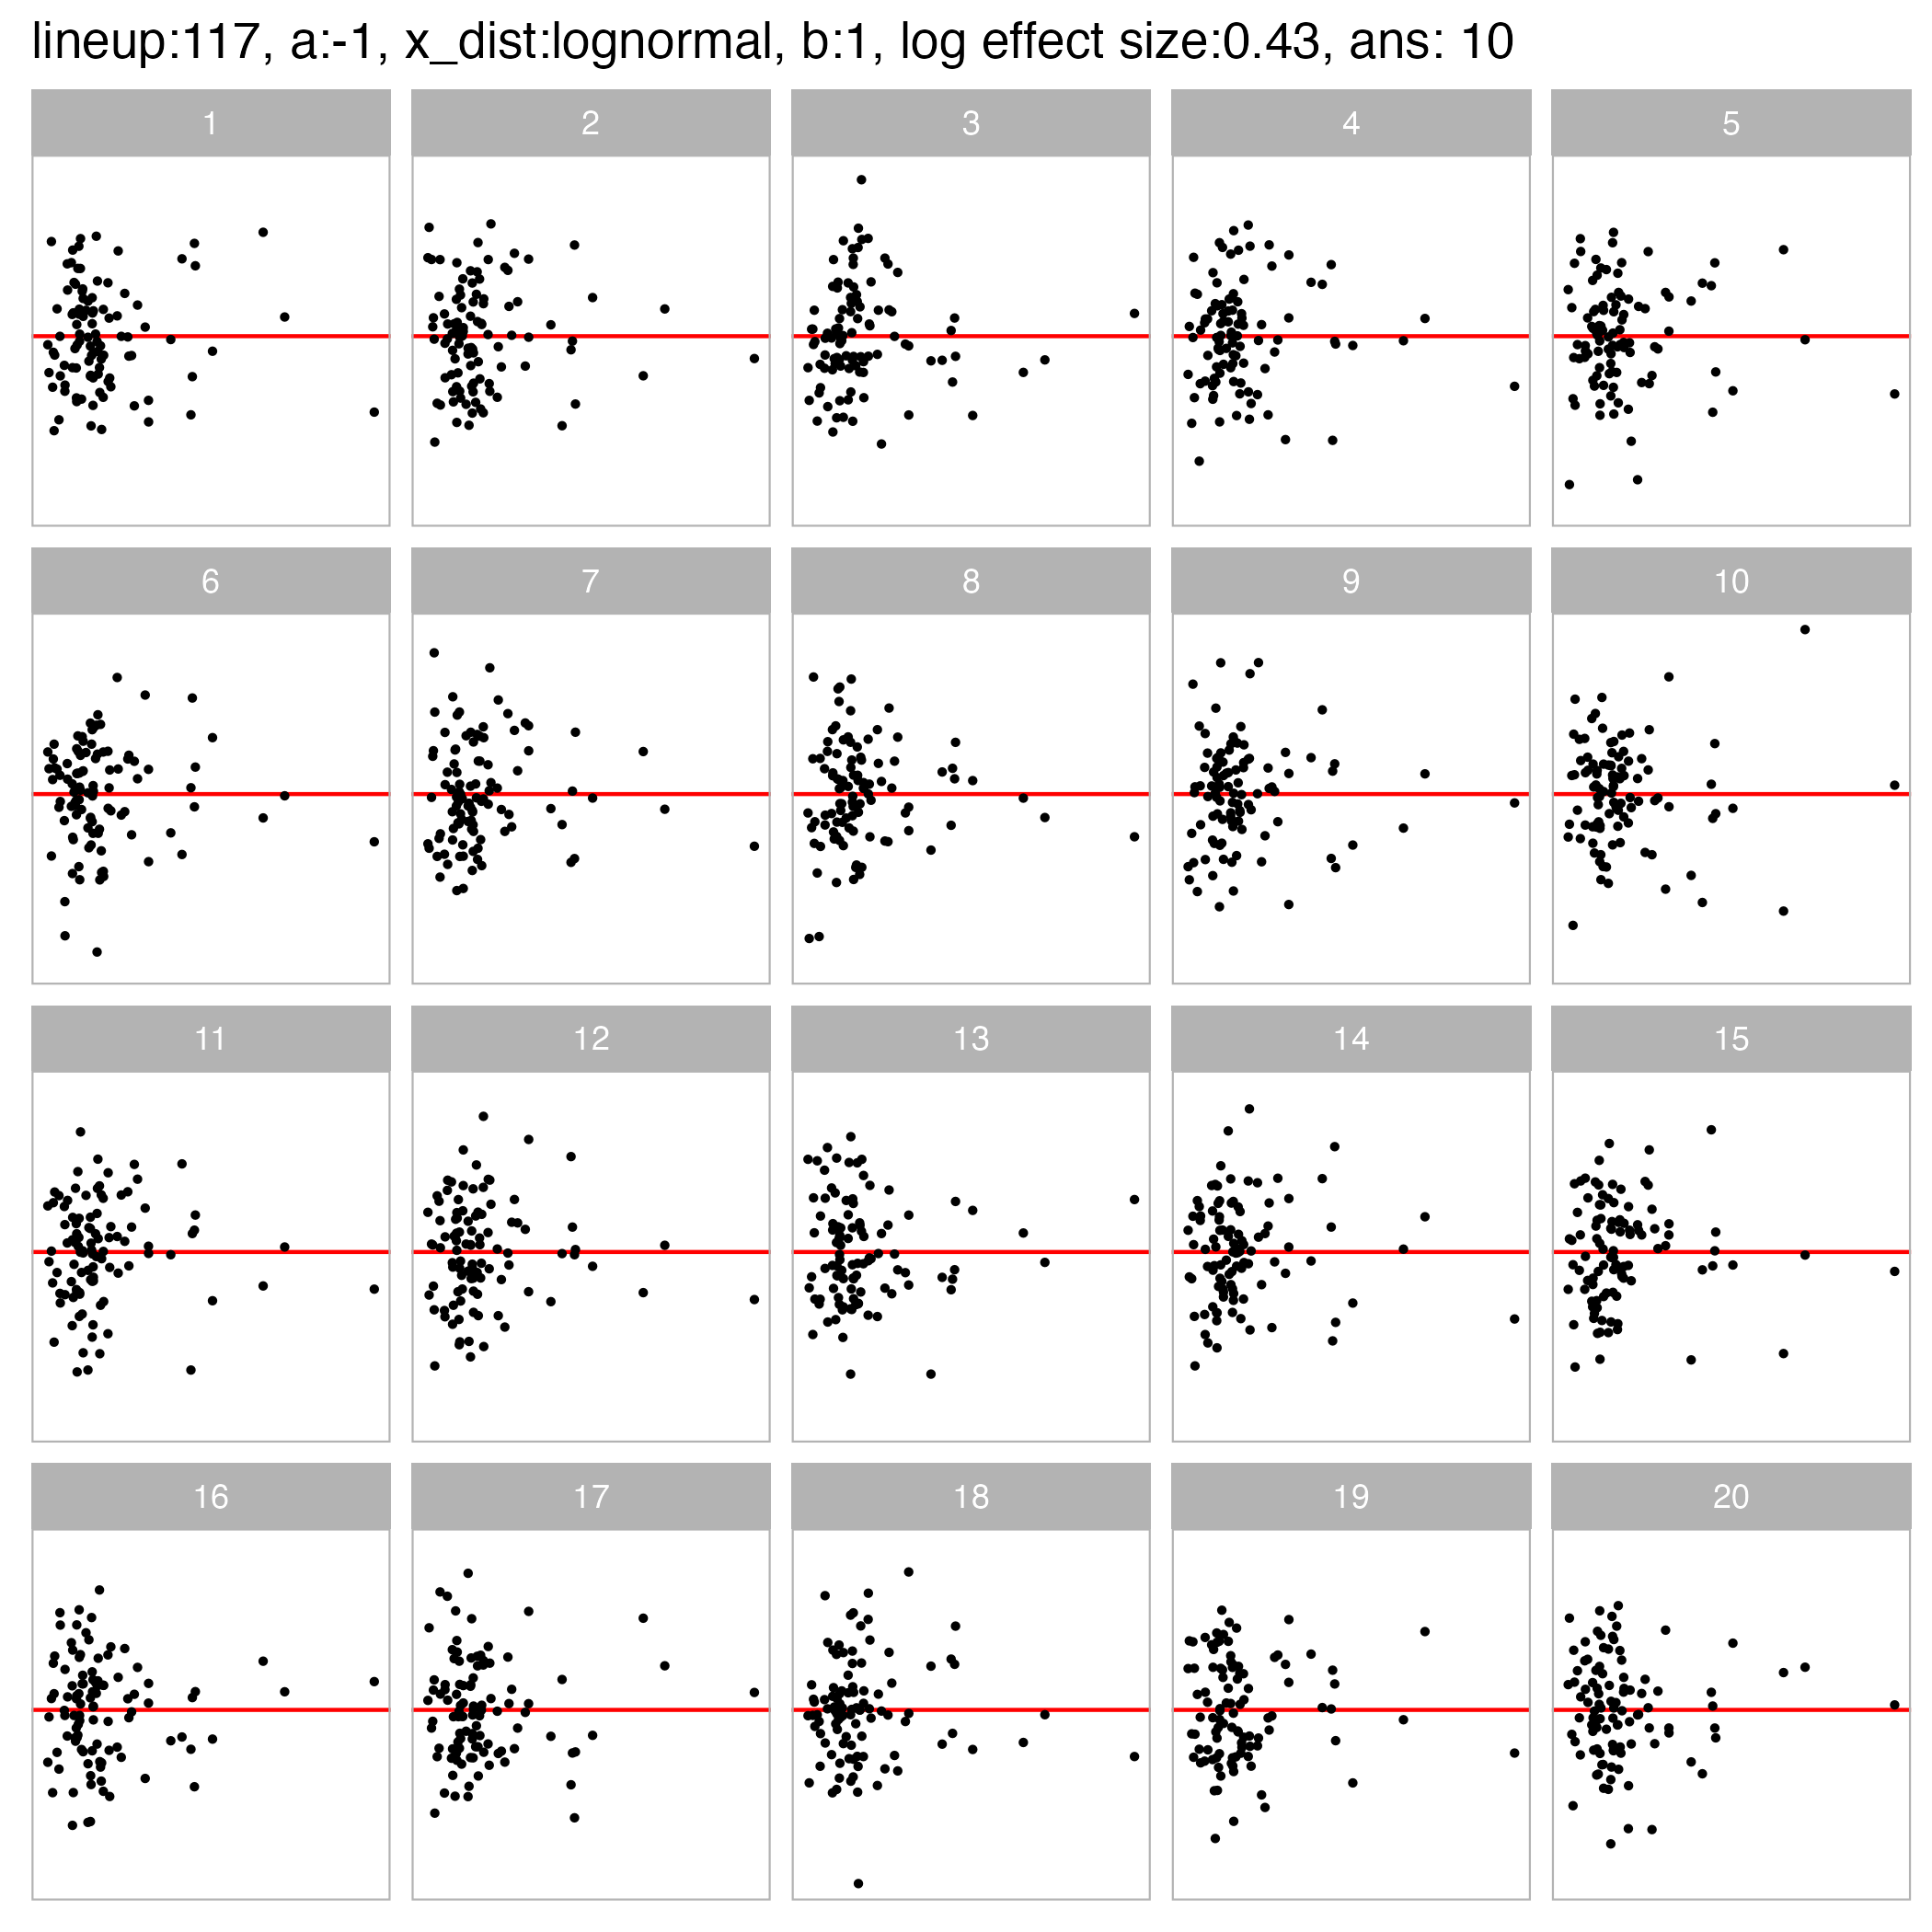 lineup:117, a:-1, x_dist:lognormal, b:1, log effect size:0.43, ans: 10
1 2 3 4 5
6 7 8 9 10
11 12 13 14 15
16 17 18 19 20